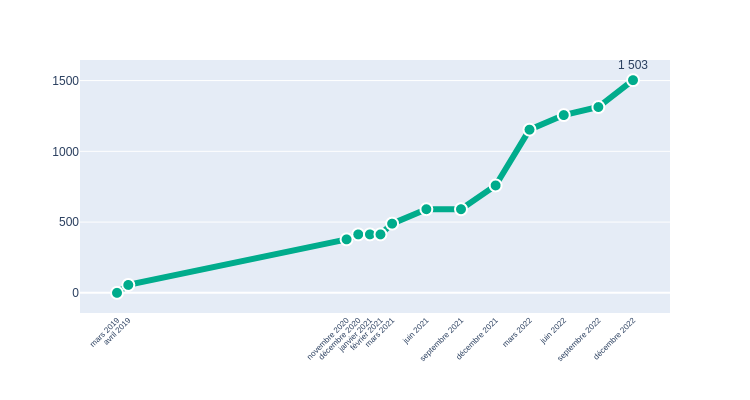 1 503
1500
1000
500
0
mars 2019
avril 2019
novembre 2020
décembre 2020
janvier 2021
février 2021
mars 2021
juin 2021
septembre 2021
décembre 2021
mars 2022
juin 2022
septembre 2022
décembre 2022